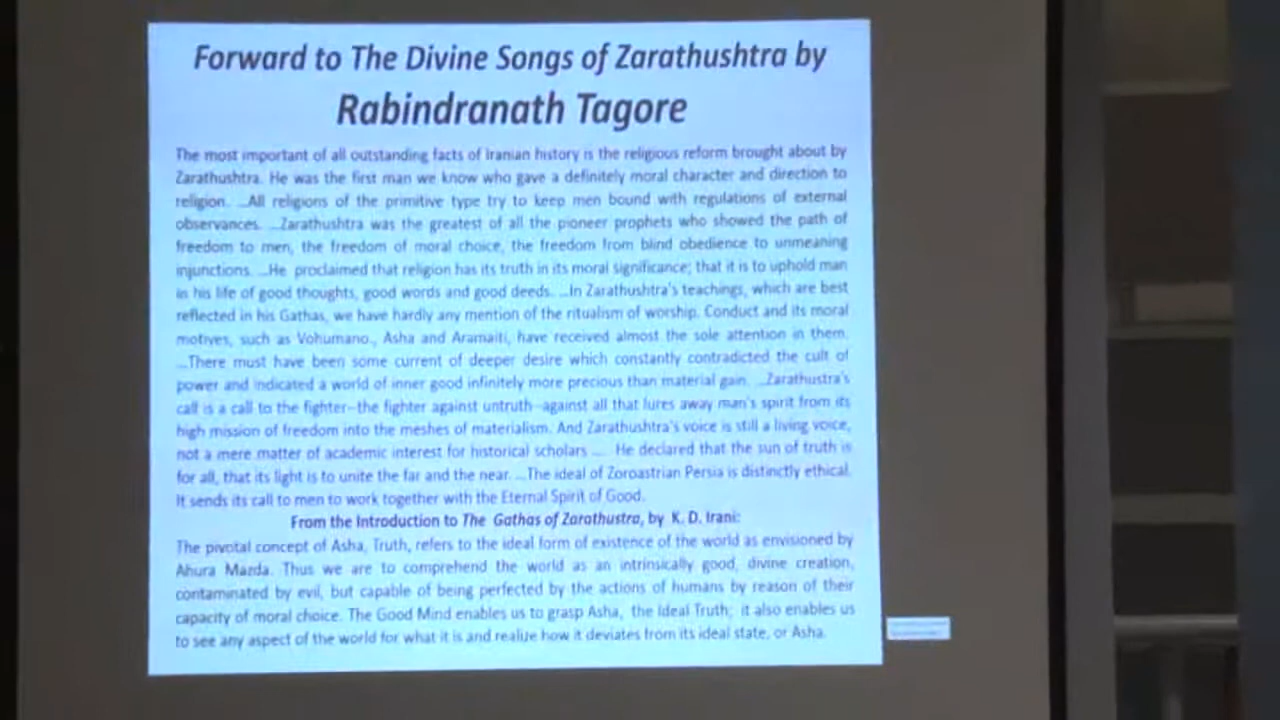 Forward to The Divine Songs of Zarathushtra by
Rabindranath Tagore
The most important of all outstanding facts of Iranian history is the religious reform brought about by
Zarathushtra. He was the first man we know who gave a definitely moral character and direction to
religion. ...All religions of the primitive type try to keep men bound with regulations of external
observances. ...Zarathushtra was the greatest of all the pioneer prophets who showed the path of
freedom to men, the freedom of moral choice, the freedom from blind obedience to unmeaning
injunctions. ...He proclaimed that religion has its truth in its moral significance; that it is to uphold man
in his life of good thoughts, good words and good deeds. ...In Zarathushtra's teachings, which are best
reflected in his Gathas, we have hardly any mention of the ritualism of worship. Conduct and its moral
motives, such as Vohumano., Asha and Aramaiti, have received almost the sole attention in them.
...There must have been some current of deeper desire which constantly contradicted the cult of
power and indicated a world of inner good infinitely more precious than material gain. ...Zarathustra's
call is a call to the fighter--the fighter against untruth--against all that lures away man's spirit from its
high mission of freedom into the meshes of materialism. And Zarathushtra's voice is still a living voice,
not a mere matter of academic interest for historical scholars .... He declared that the sun of truth is
for all, that its light is to unite the far and the near. ...The ideal of Zoroastrian Persia is distinctly ethical.
It sends its call to men to work together with the Eternal Spirit of Good.
From the Introduction to The Gathas of Zarathustra, by K. D. Irani:
The pivotal concept of Asha, Truth, refers to the ideal form of existence of the world as envisioned by
Ahura Mazda. Thus we are to comprehend the world as an intrinsically good, divine creation,
contaminated by evil, but capable of being perfected by the actions of humans by reason of their
capacity of moral choice. The Good Mind enables us to grasp Asha, the Ideal Truth; it also enables us
to see any aspect of the world for what it is and realize how it deviates from its ideal state, or Asha.